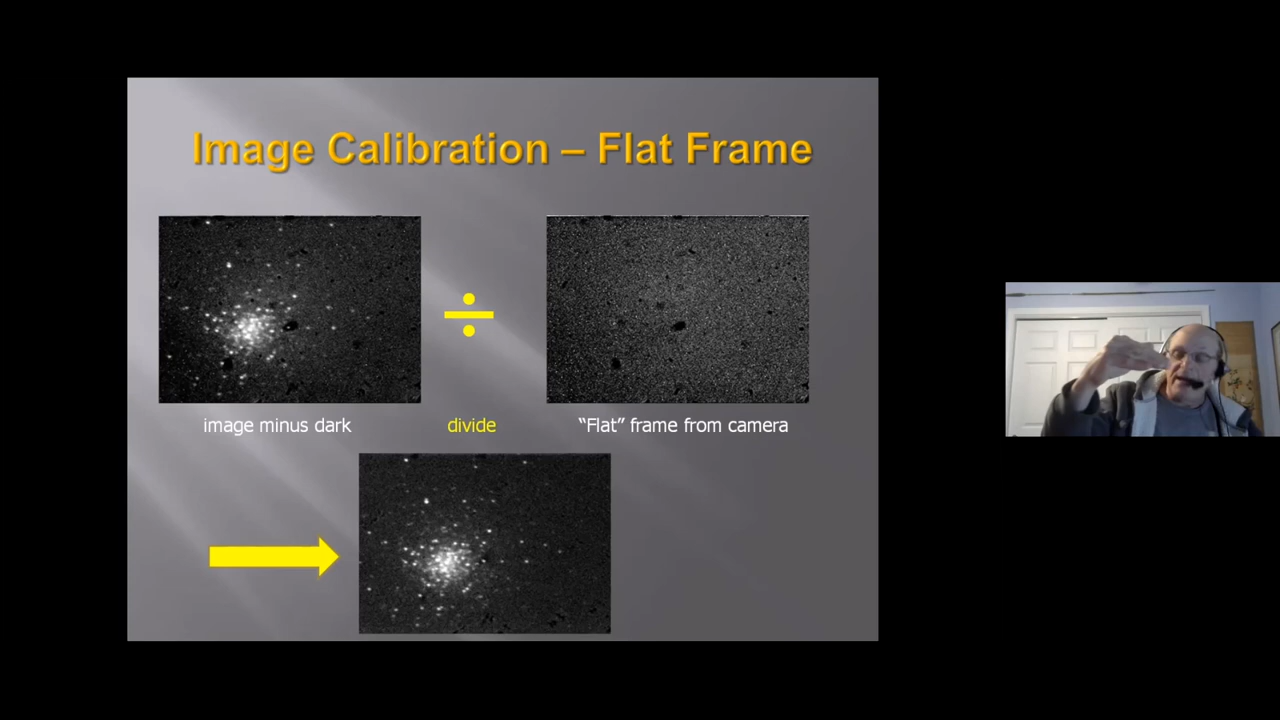 Image Calibration – Flat Frame
image minus dark
divide
“Flat” frame from camera